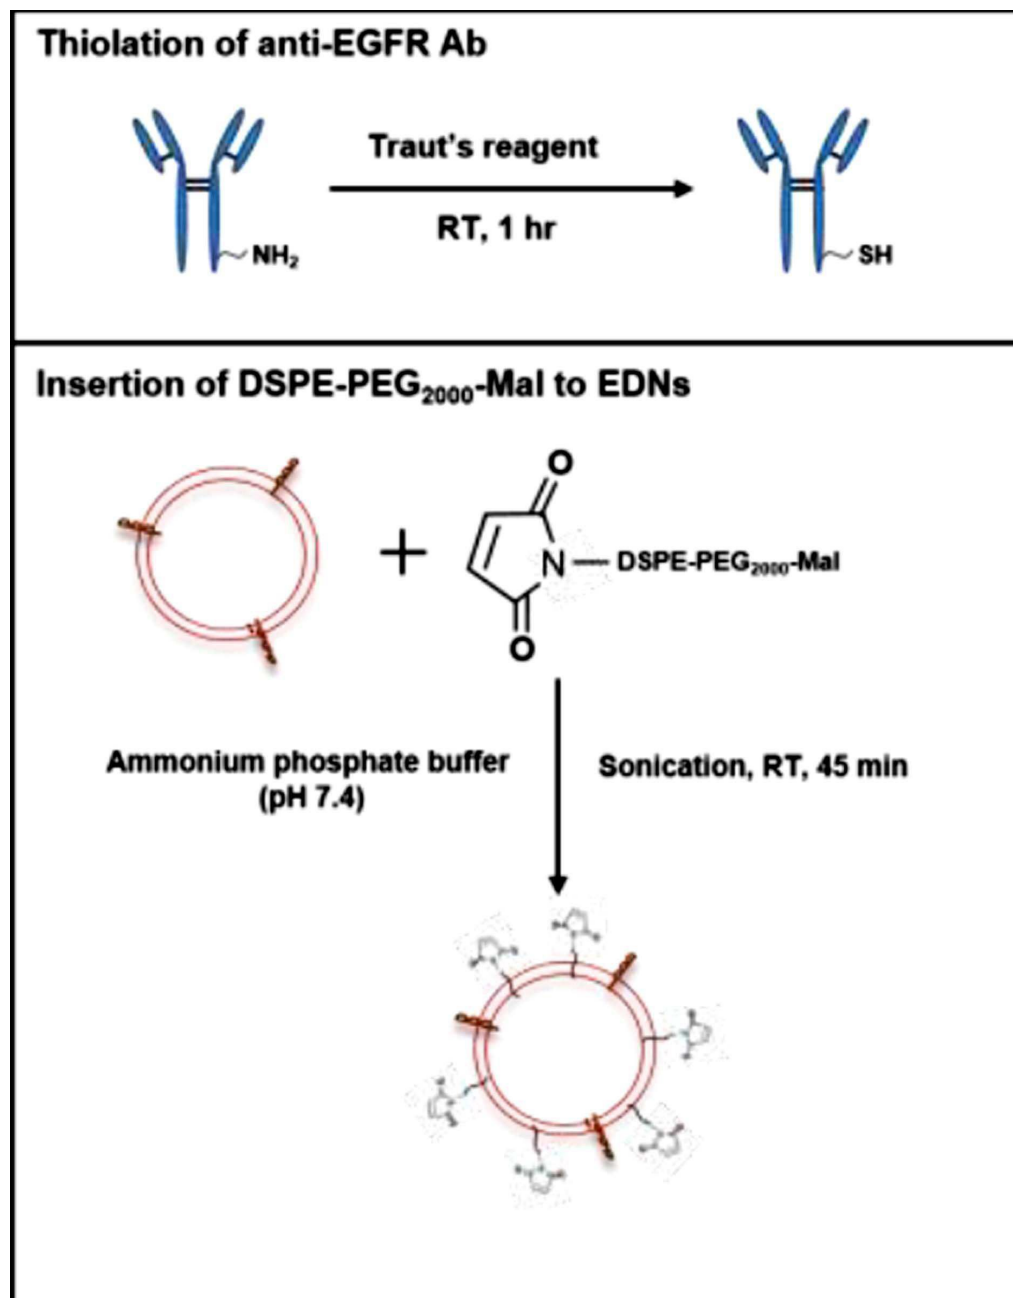 Thiolation of anti-EGFR Ab
Traut's reagent
RT, 1 hr
NH₂
SH
Insertion of DSPE-PEG₂₀₀₀-Mal to EDNs
O
N
DSPE-PEG₂₀₀₀-Mal
O
Ammonium phosphate buffer
(pH 7.4)
Sonication, RT, 45 min